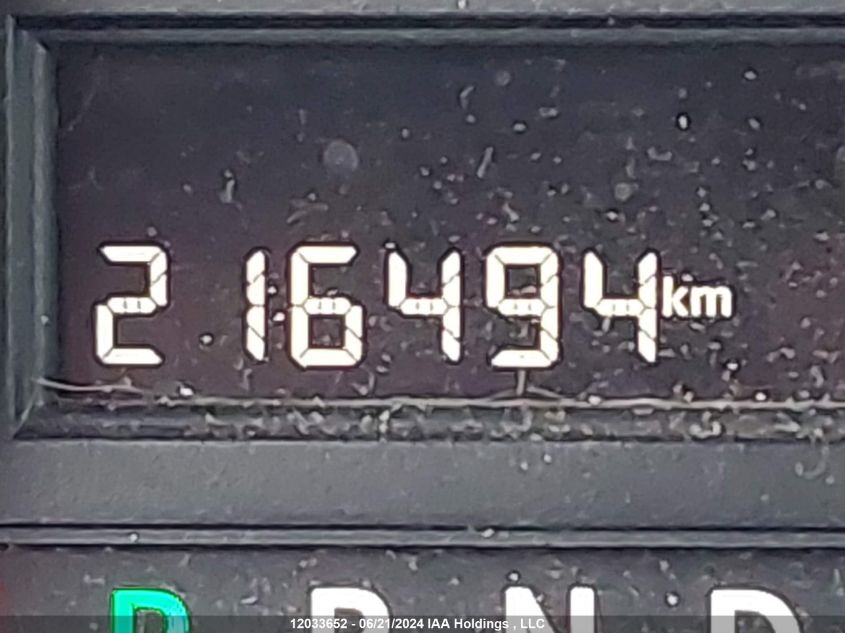 216494 km
P R N D
12033652 - 06/21/2024 IAA Holdings , LLC